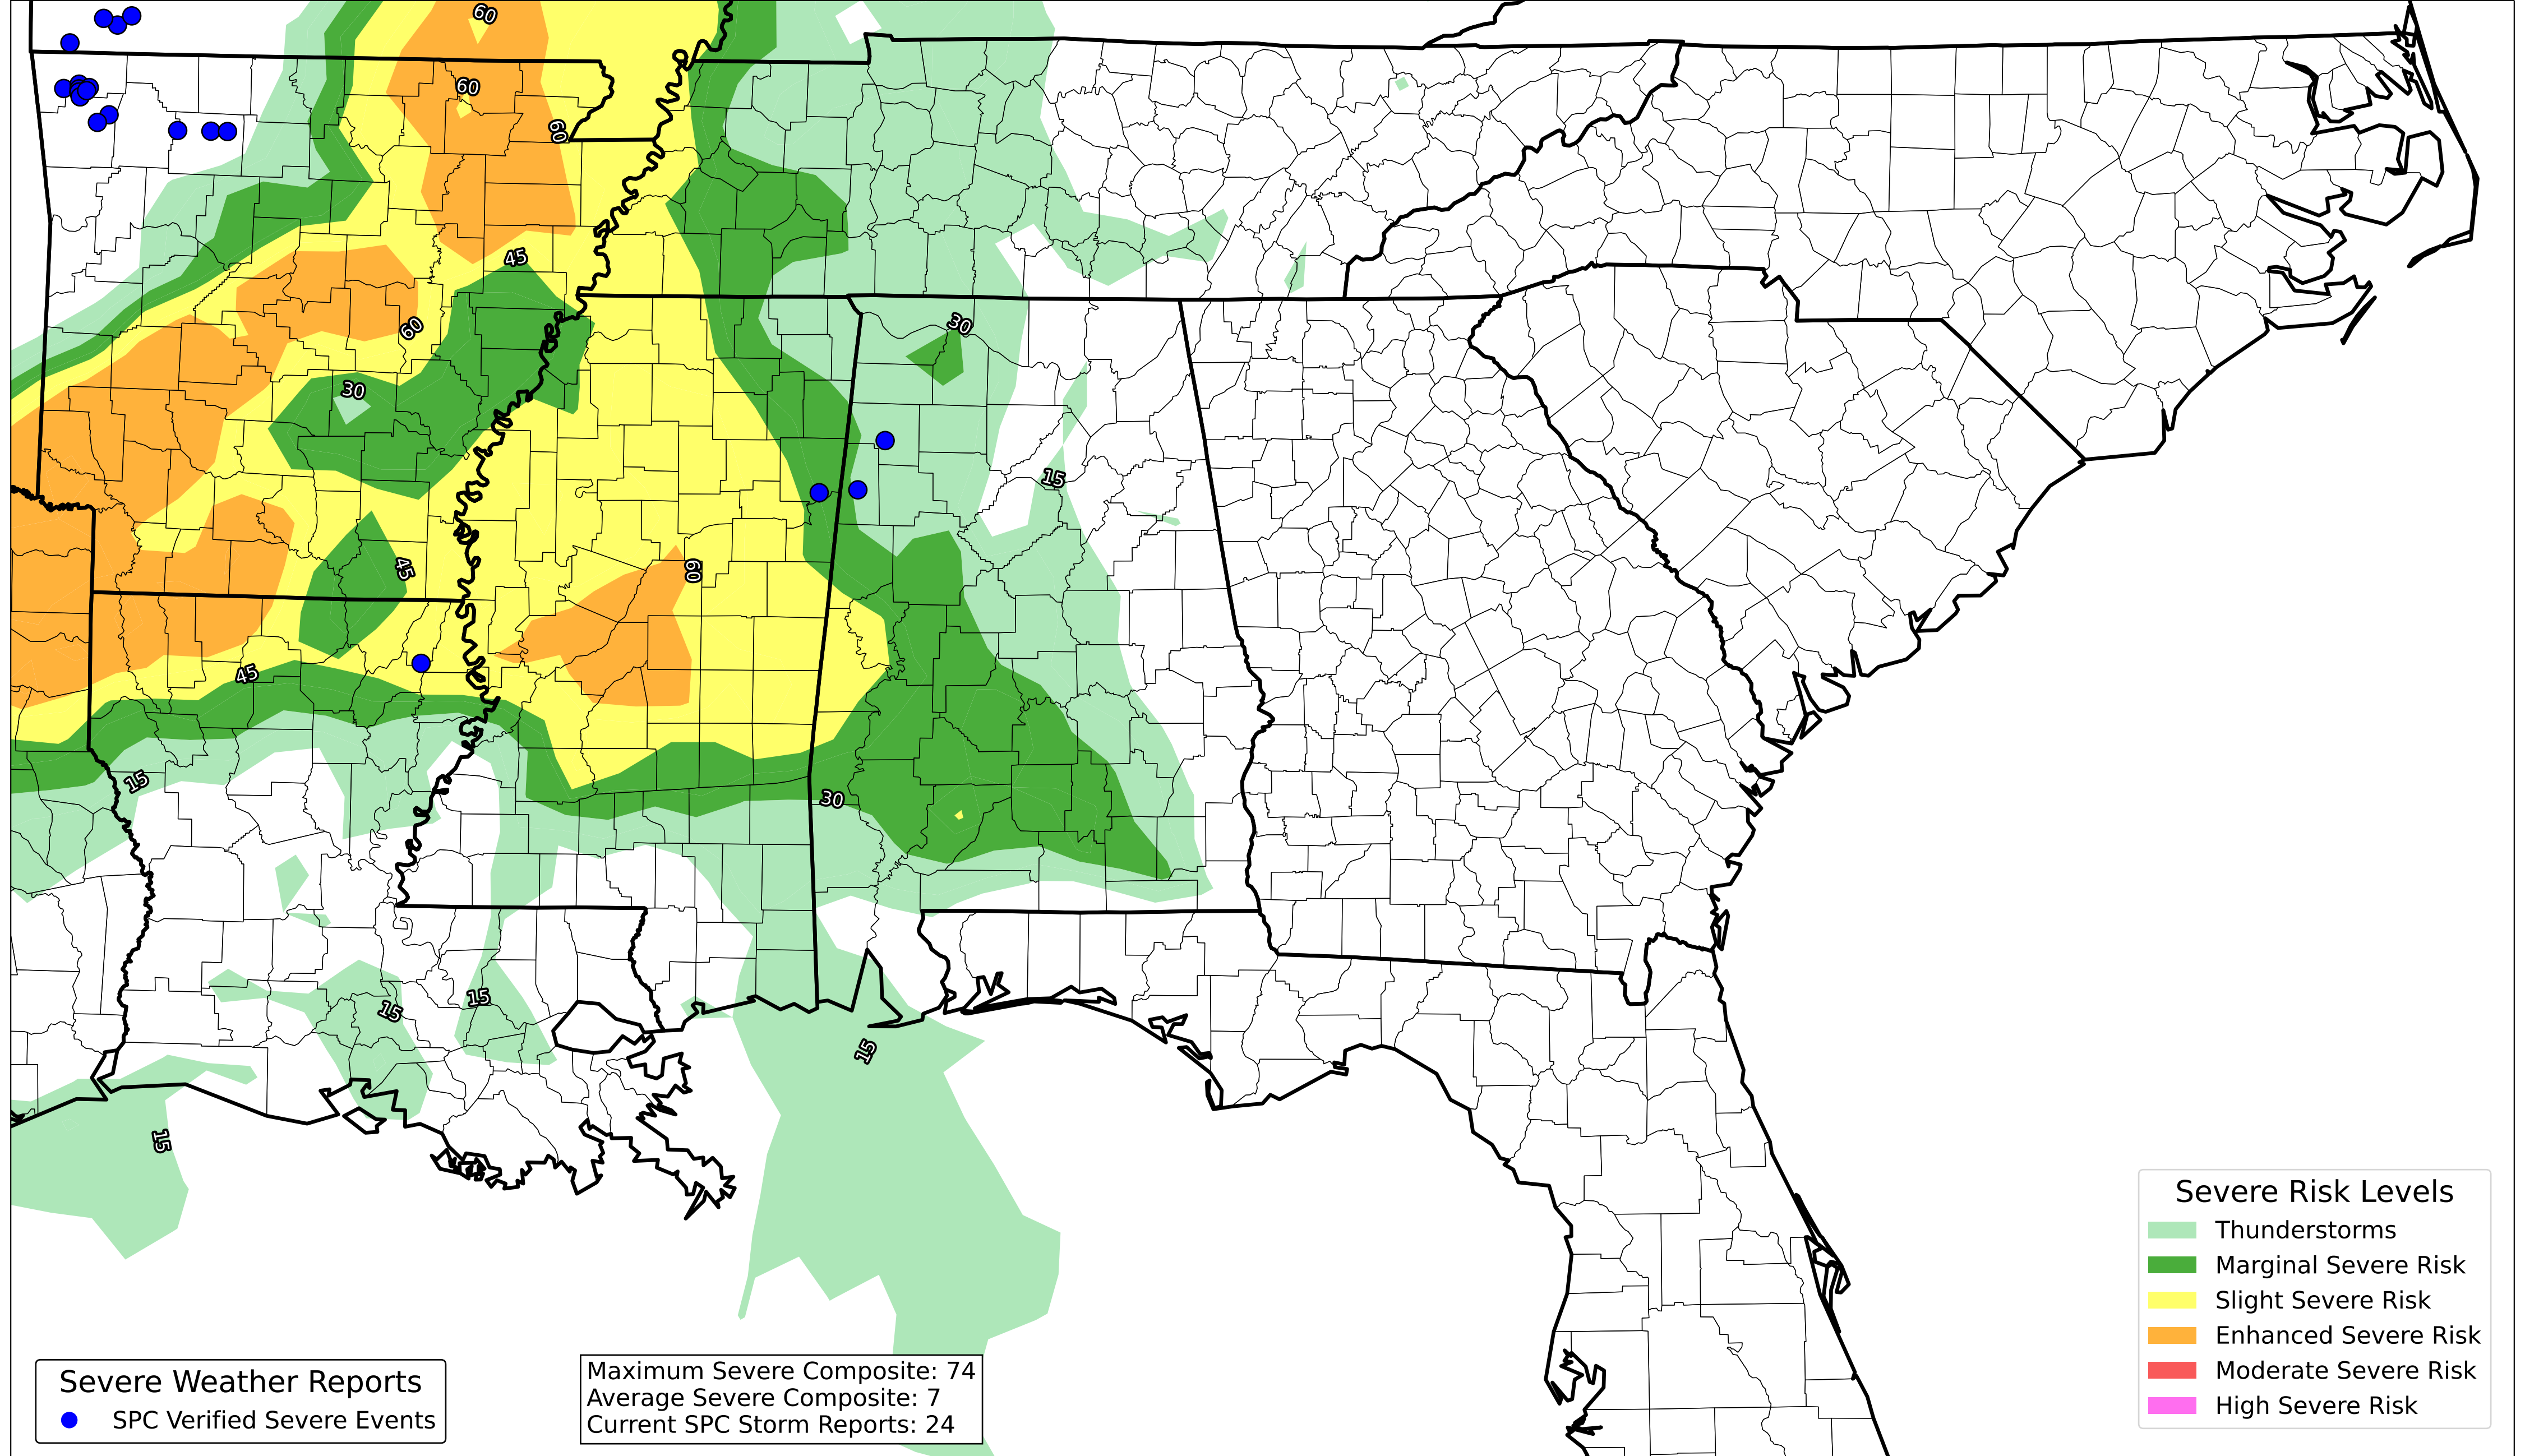 60
60
60
45
60
30
30
15
45
60
45
15
30
15
15
15
15
Severe Risk Levels
Thunderstorms
Marginal Severe Risk
Slight Severe Risk
Enhanced Severe Risk
Moderate Severe Risk
High Severe Risk
Severe Weather Reports
SPC Verified Severe Events
Maximum Severe Composite: 74
Average Severe Composite: 7
Current SPC Storm Reports: 24